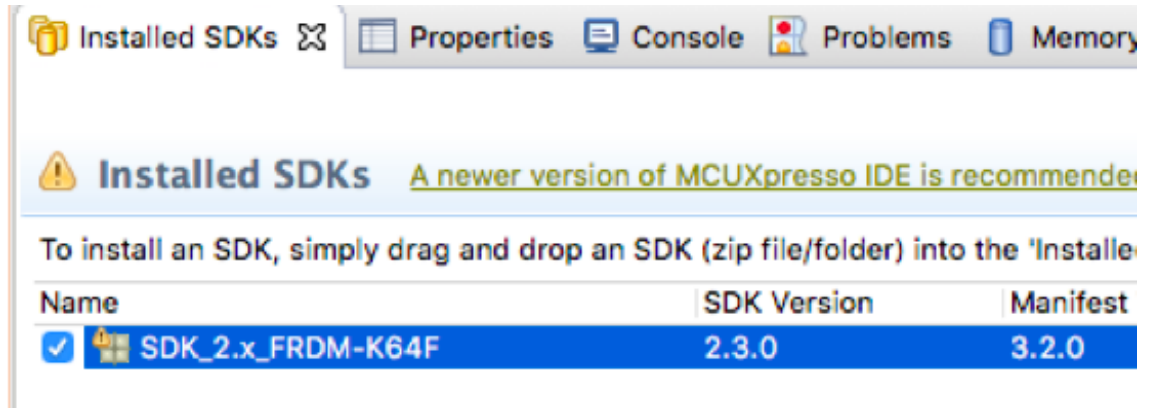 Installed SDKs Properties Console Problems Memory
Installed SDKs A newer version of MCUXpresso IDE is recommende
To install an SDK, simply drag and drop an SDK (zip file/folder) into the 'Installe
Name SDK Version Manifest
SDK_2.x_FRDM-K64F 2.3.0 3.2.0